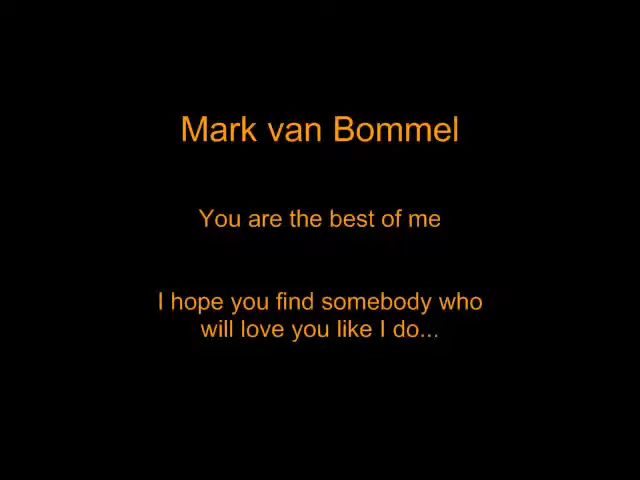 Mark van Bommel
You are the best of me
I hope you find somebody who
will love you like I do...